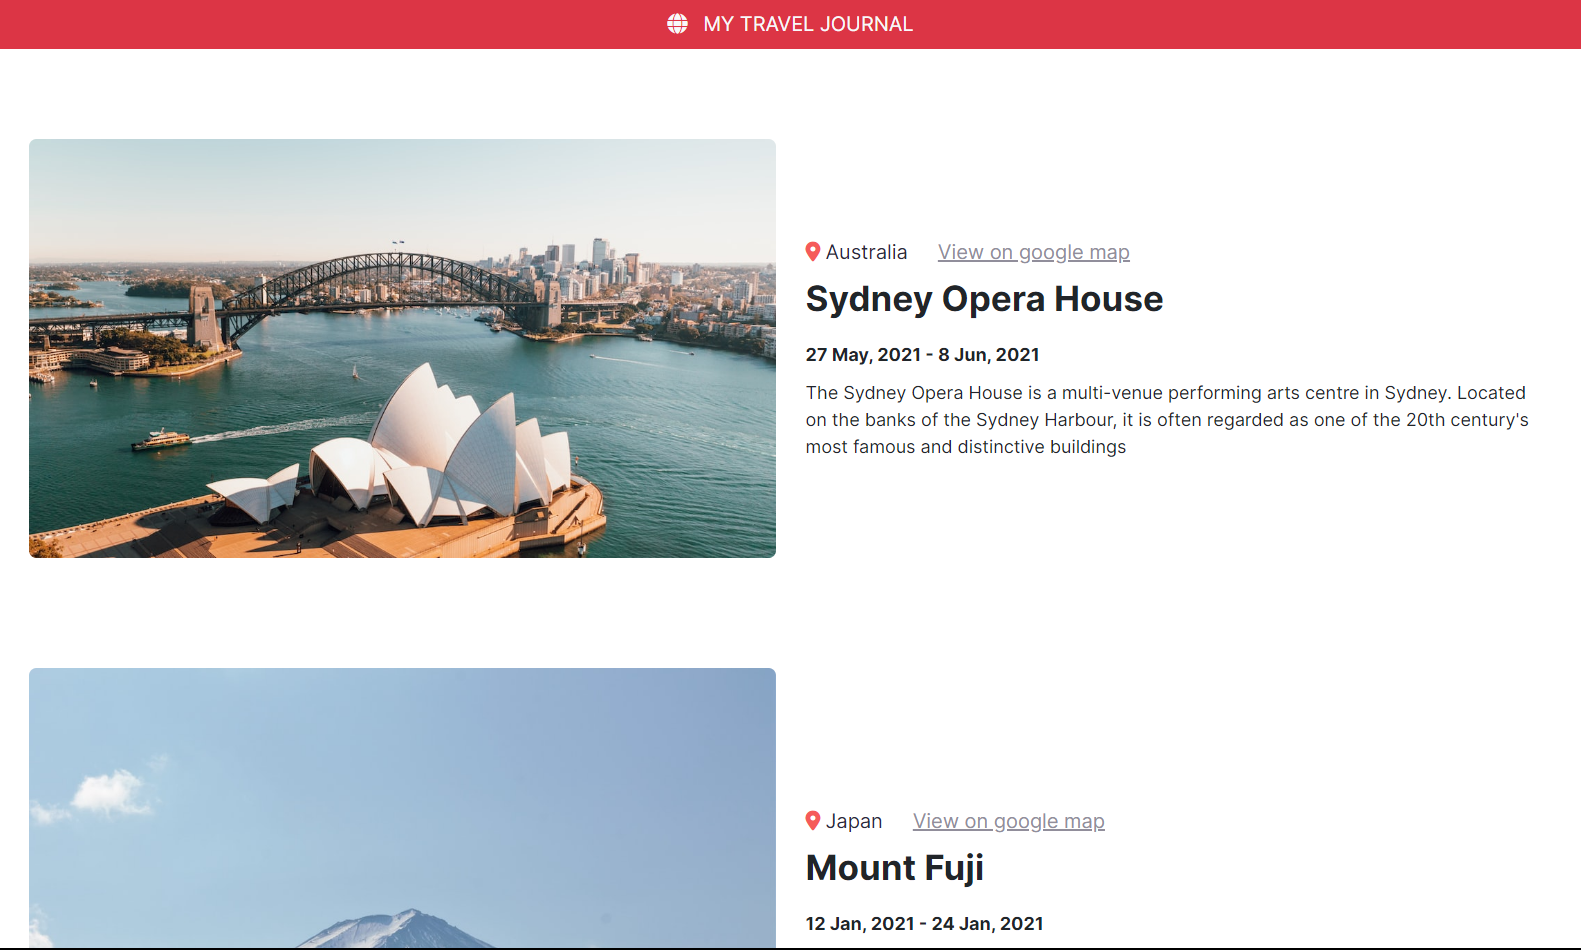 MY TRAVEL JOURNAL
Australia View on google map
Sydney Opera House
27 May, 2021 - 8 Jun, 2021
The Sydney Opera House is a multi-venue performing arts centre in Sydney. Located
on the banks of the Sydney Harbour, it is often regarded as one of the 20th century's
most famous and distinctive buildings
Japan View on google map
Mount Fuji
12 Jan, 2021 - 24 Jan, 2021